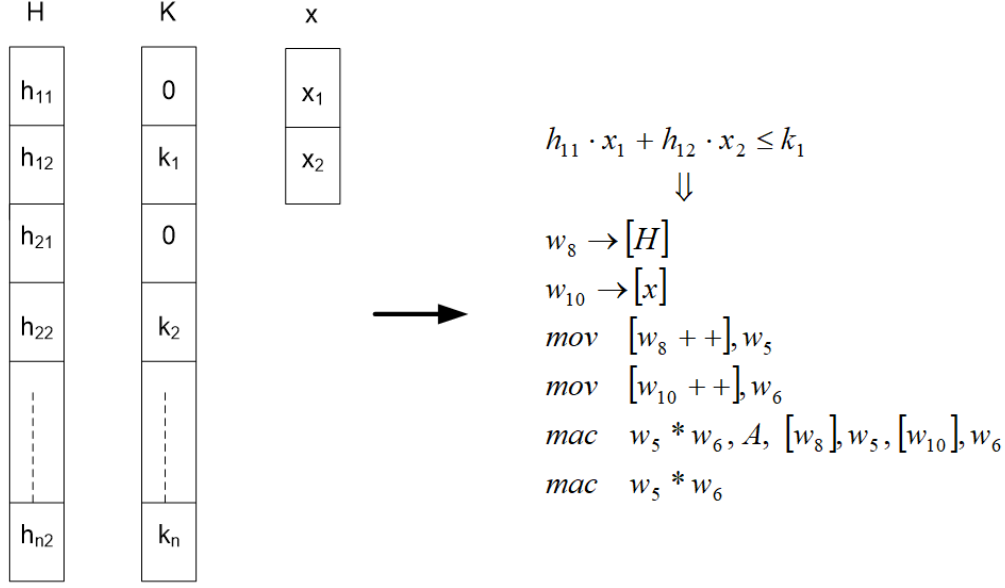 H K x
h₁₁ 0 x₁
h₁₂ k₁ x₂
h₂₁ 0
h₂₂ k₂
hₙ₂ kₙ
h₁₁ · x₁ + h₁₂ · x₂ ≤ k₁
⇓
w₈ → [H]
w₁₀ → [x]
mov [w₈ + +], w₅
mov [w₁₀ + +], w₆
mac w₅ * w₆, A, [w₈], w₅, [w₁₀], w₆
mac w₅ * w₆